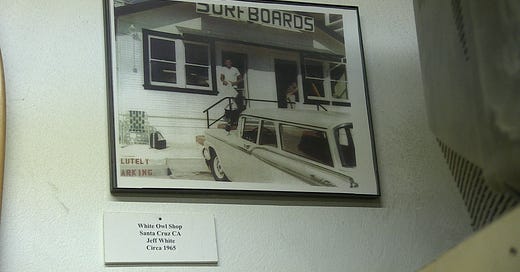 SURFBOARDS
LUTELY
ARKING
White Owl Shop
Santa Cruz CA
Jeff White
Circa 1965